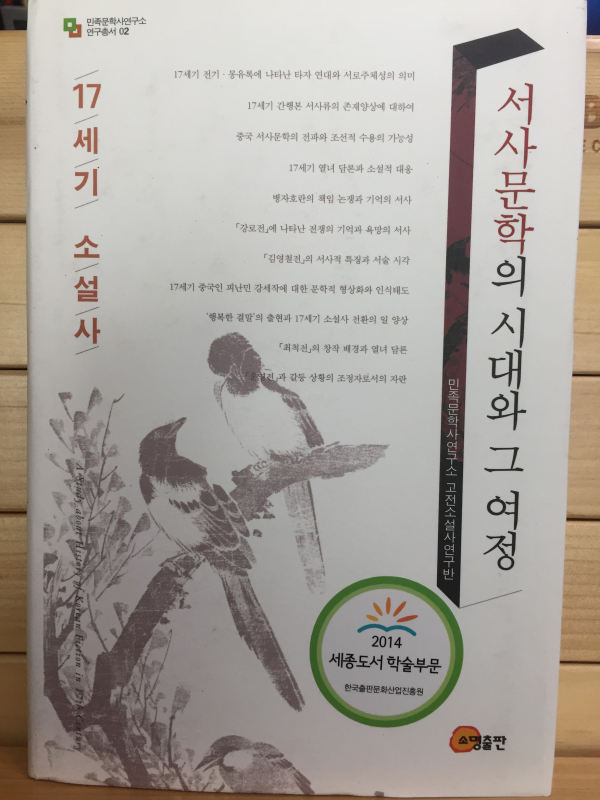 민족문학사연구소
연구총서 02
17세기 소설사
서사문학의 시대와 그 여정
민족문학사연구소 고전소설사연구반
17세기 전기·몽유록에 나타난 타자 연대와 서로주체성의 의미
17세기 간행본 서사류의 존재양상에 대하여
중국 서사문학의 전파와 조선적 수용의 가능성
17세기 열녀 담론과 소설적 대응
병자호란의 책임 논쟁과 기억의 서사
「강로전」에 나타난 전쟁의 기억과 욕망의 서사
「김영철전」의 서사적 특징과 서술 시각
17세기 중국인 피난민 강세작에 대한 문학적 형상화와 인식태도
'행복한 결말'의 출현과 17세기 소설사 전환의 일 양상
「최척전」의 창작 배경과 열녀 담론
과 갈등 상황의 조정자로서의 자란
A Study about History of Korean Fiction in 17th Century
2014
세종도서 학술부문
한국출판문화산업진흥원
소명출판